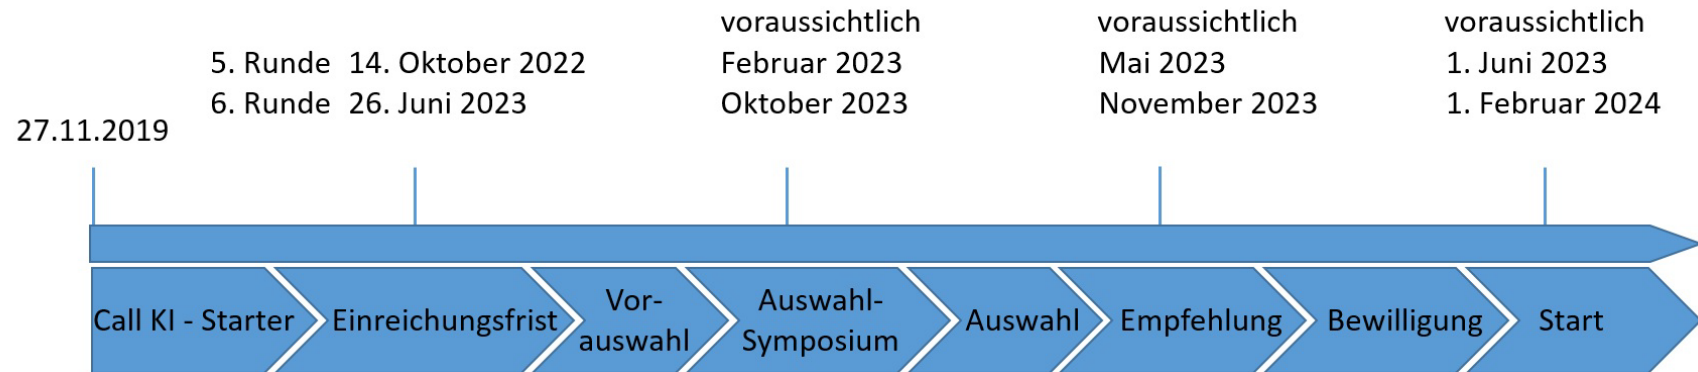 27.11.2019
5. Runde 14. Oktober 2022
6. Runde 26. Juni 2023
voraussichtlich
Februar 2023
Oktober 2023
voraussichtlich
Mai 2023
November 2023
voraussichtlich
1. Juni 2023
1. Februar 2024
Call KI - Starter
Einreichungsfrist
Vor-
auswahl
Auswahl-
Symposium
Auswahl
Empfehlung
Bewilligung
Start